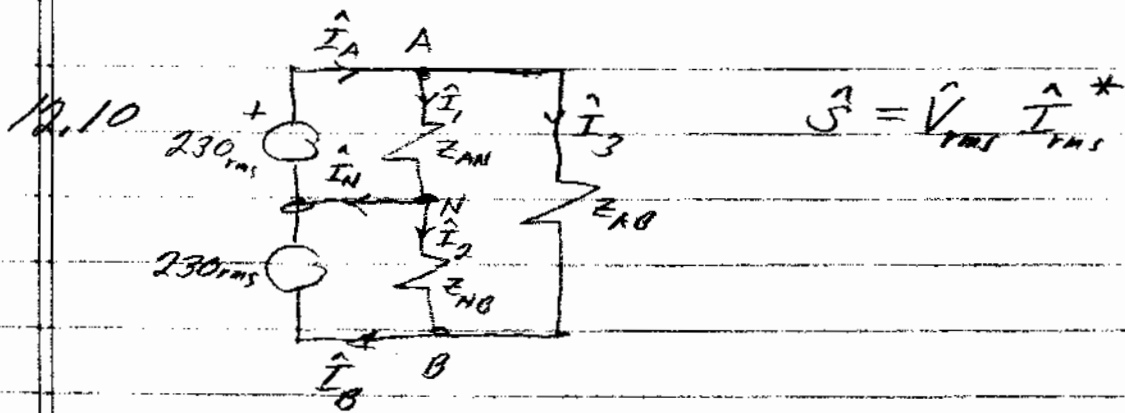 Î_A A
12.10 + Î_1 Î_3 Ŝ = V̂_rms Î_rms*
230_rms Z_AN
Î_N N
Î_2 Z_AB
230rms Z_NB
Î_B B